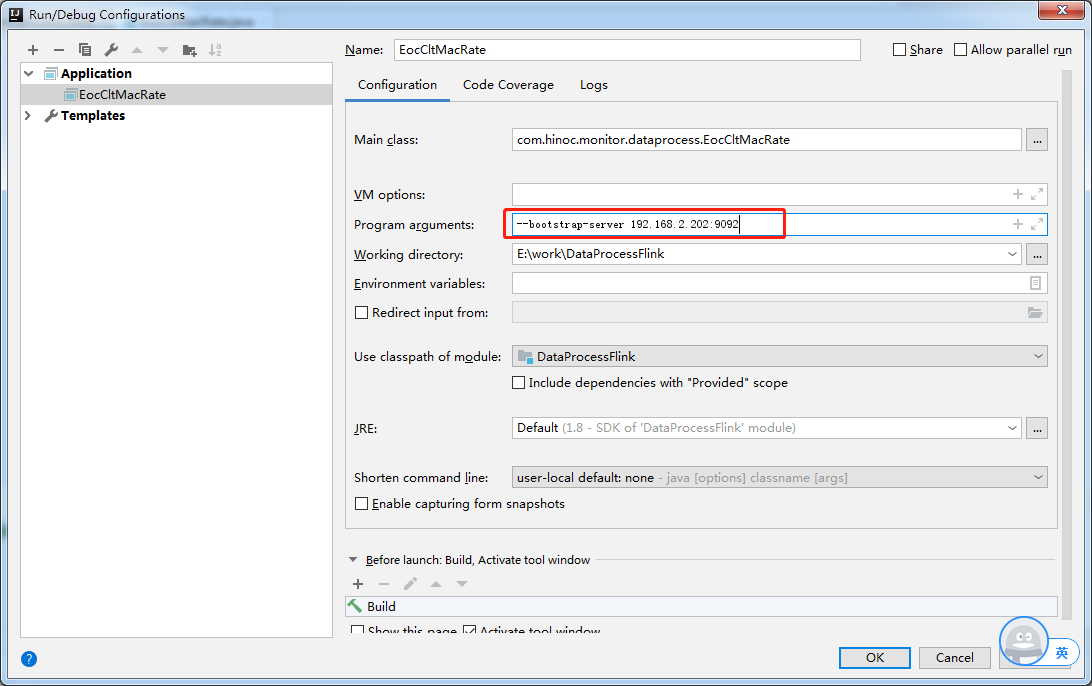 Run/Debug Configurations
Name: EocCltMacRate Share Allow parallel run
Application
EocCltMacRate
Templates
Configuration Code Coverage Logs
Main class: com.hinoc.monitor.dataprocess.EocCltMacRate ...
VM options:
Program arguments: --bootstrap-server 192.168.2.202:9092
Working directory: E:\work\DataProcessFlink ...
Environment variables:
Redirect input from:
Use classpath of module: DataProcessFlink
Include dependencies with "Provided" scope
JRE: Default (1.8 - SDK of 'DataProcessFlink' module) ...
Shorten command line: user-local default: none - java [options] classname [args]
Enable capturing form snapshots
Before launch: Build, Activate tool window
Build
Show this page Activate tool window
? OK Cancel 英